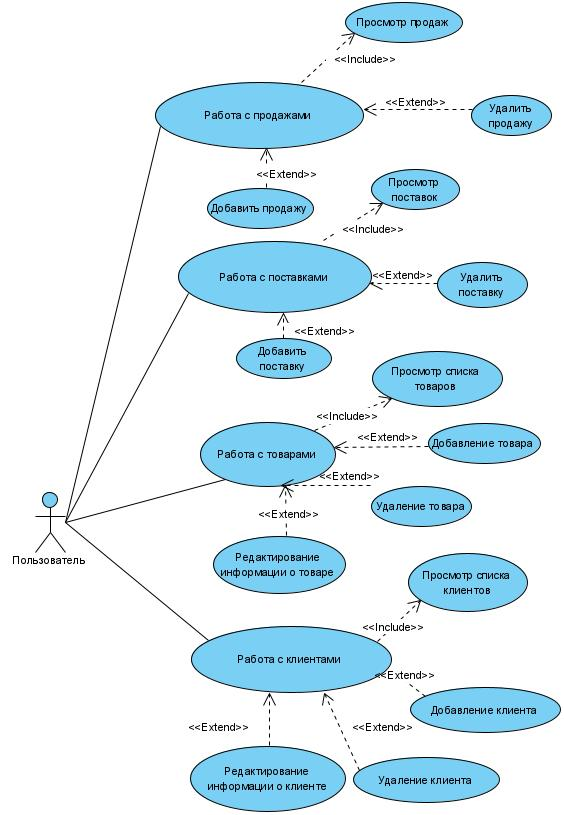 Просмотр продаж
<<Include>>
Работа с продажами
<<Extend>>
Удалить
продажу
<<Extend>>
Добавить продажу
Просмотр
поставок
<<Include>>
Работа с поставками
<<Extend>>
Удалить
поставку
<<Extend>>
Добавить
поставку
Просмотр списка
товаров
<<Include>>
Работа с товарами
<<Extend>>
Добавление товара
<<Extend>>
Удаление товара
<<Extend>>
Редактирование
информации о товаре
Пользователь
Просмотр списка
клиентов
<<Include>>
Работа с клиентами
<<Extend>>
Добавление клиента
<<Extend>>
<<Extend>>
Редактирование
информации о клиенте
Удаление клиента